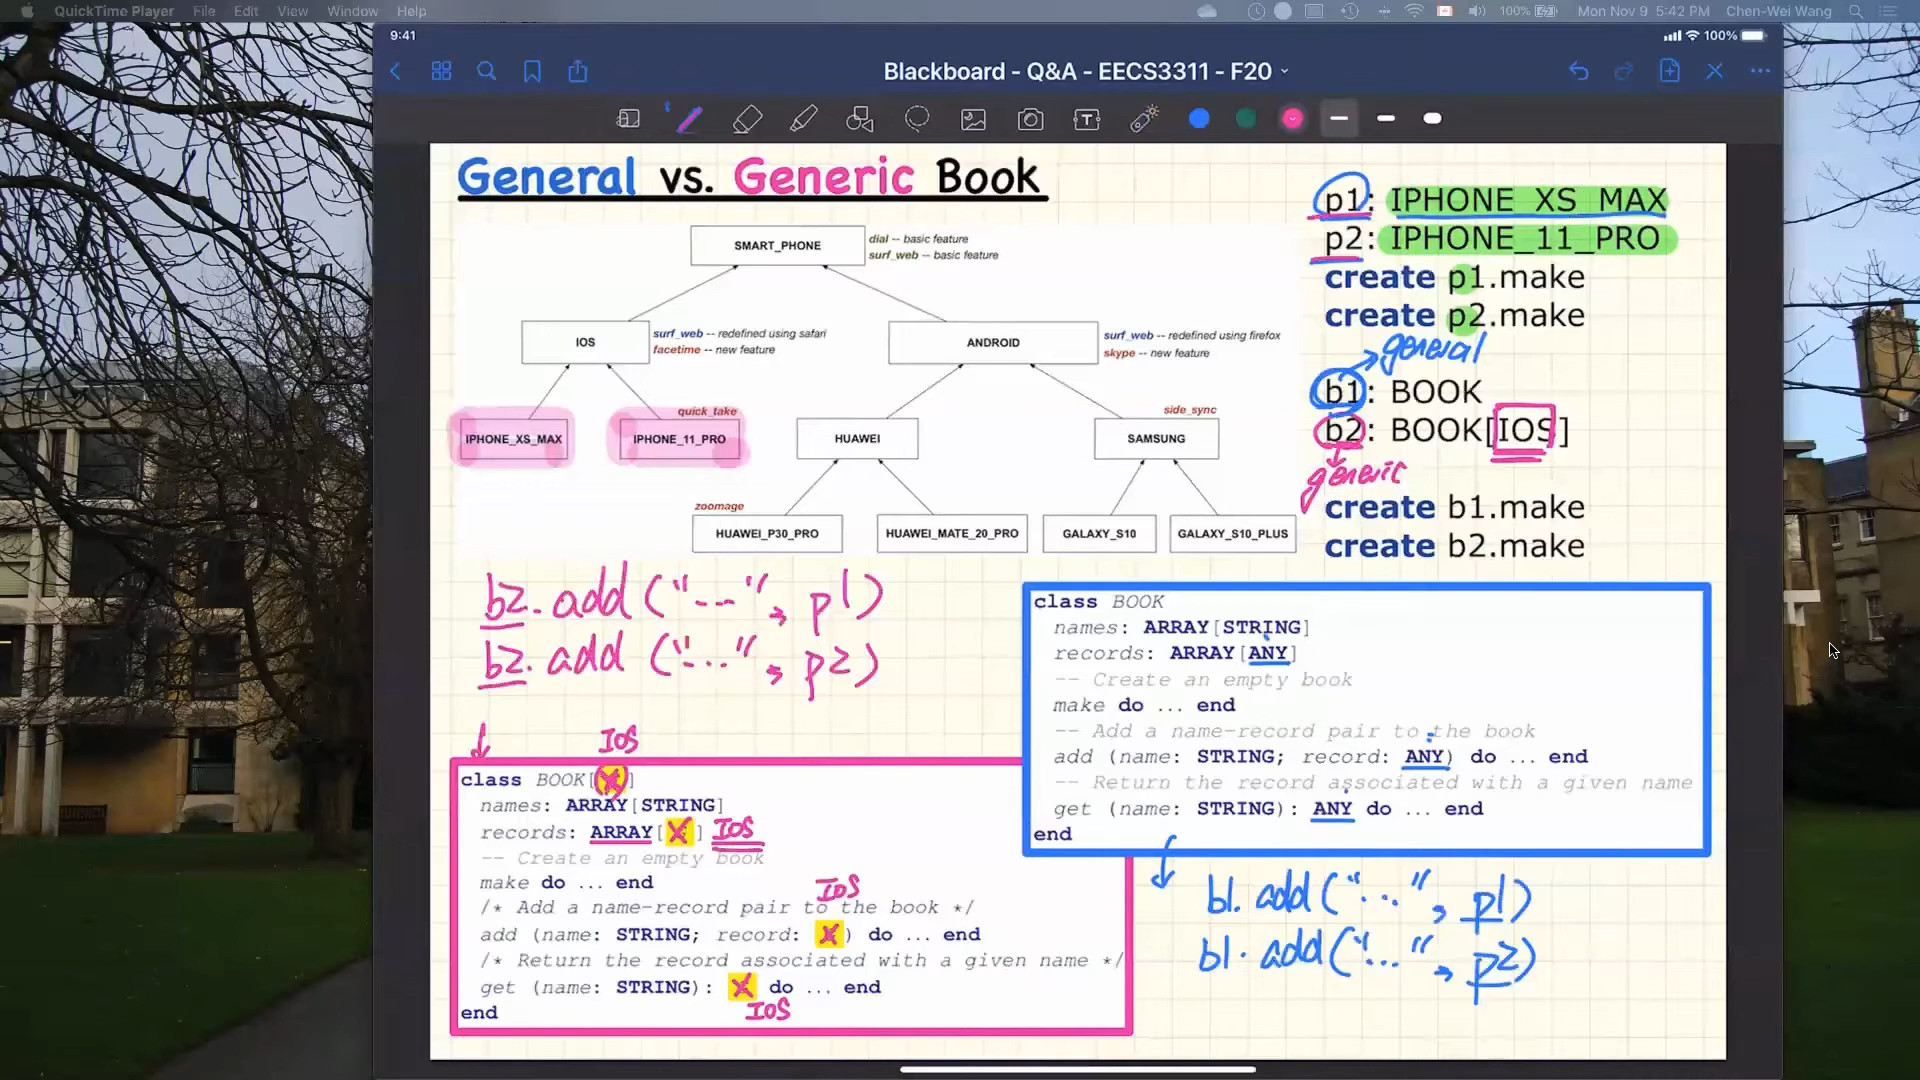 QuickTime Player File Edit View Window Help 100% Mon Nov 9 5:42 PM Chen-Wei Wang
9:41 100%
Blackboard - Q&A - EECS3311 - F20
General vs. Generic Book
SMART_PHONE
dial -- basic feature
surf_web -- basic feature
IOS
surf_web -- redefined using safari
facetime -- new feature
ANDROID
surf_web -- redefined using firefox
skype -- new feature
IPHONE_XS_MAX
quick_take
IPHONE_11_PRO
HUAWEI
side_sync
SAMSUNG
zoomage
HUAWEI_P30_PRO
HUAWEI_MATE_20_PRO
GALAXY_S10
GALAXY_S10_PLUS
p1: IPHONE_XS_MAX
p2: IPHONE_11_PRO
create p1.make
create p2.make
general
b1: BOOK
b2: BOOK[IOS]
generic
create b1.make
create b2.make
b2.add ("---", p1)
b2.add ("...", p2)
class BOOK
names: ARRAY[STRING]
records: ARRAY[ANY]
-- Create an empty book
make do ... end
-- Add a name-record pair to the book
add (name: STRING; record: ANY) do ... end
-- Return the record associated with a given name
get (name: STRING): ANY do ... end
end
b1.add ("...", p1)
b1.add ("...", p2)
IOS
class BOOK[ ]
names: ARRAY[STRING]
records: ARRAY[ ] IOS
-- Create an empty book
make do ... end
IOS
/* Add a name-record pair to the book */
add (name: STRING; record: ) do ... end
/* Return the record associated with a given name */
get (name: STRING): do ... end
IOS
end